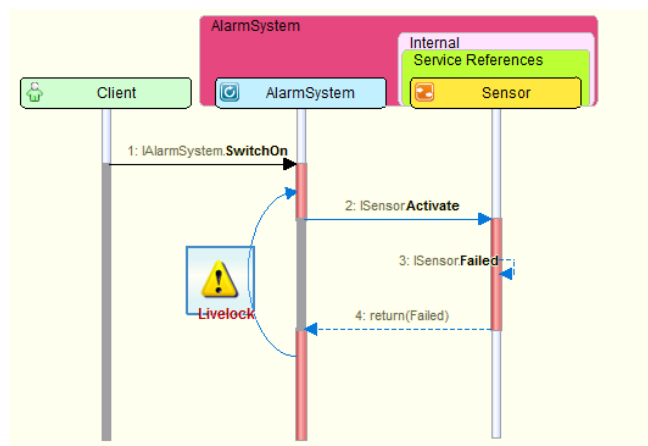 AlarmSystem
Internal
Service References
Client
AlarmSystem
Sensor
1: IAlarmSystem.SwitchOn
2: ISensor.Activate
3: ISensor.Failed
Livelock
4: return(Failed)